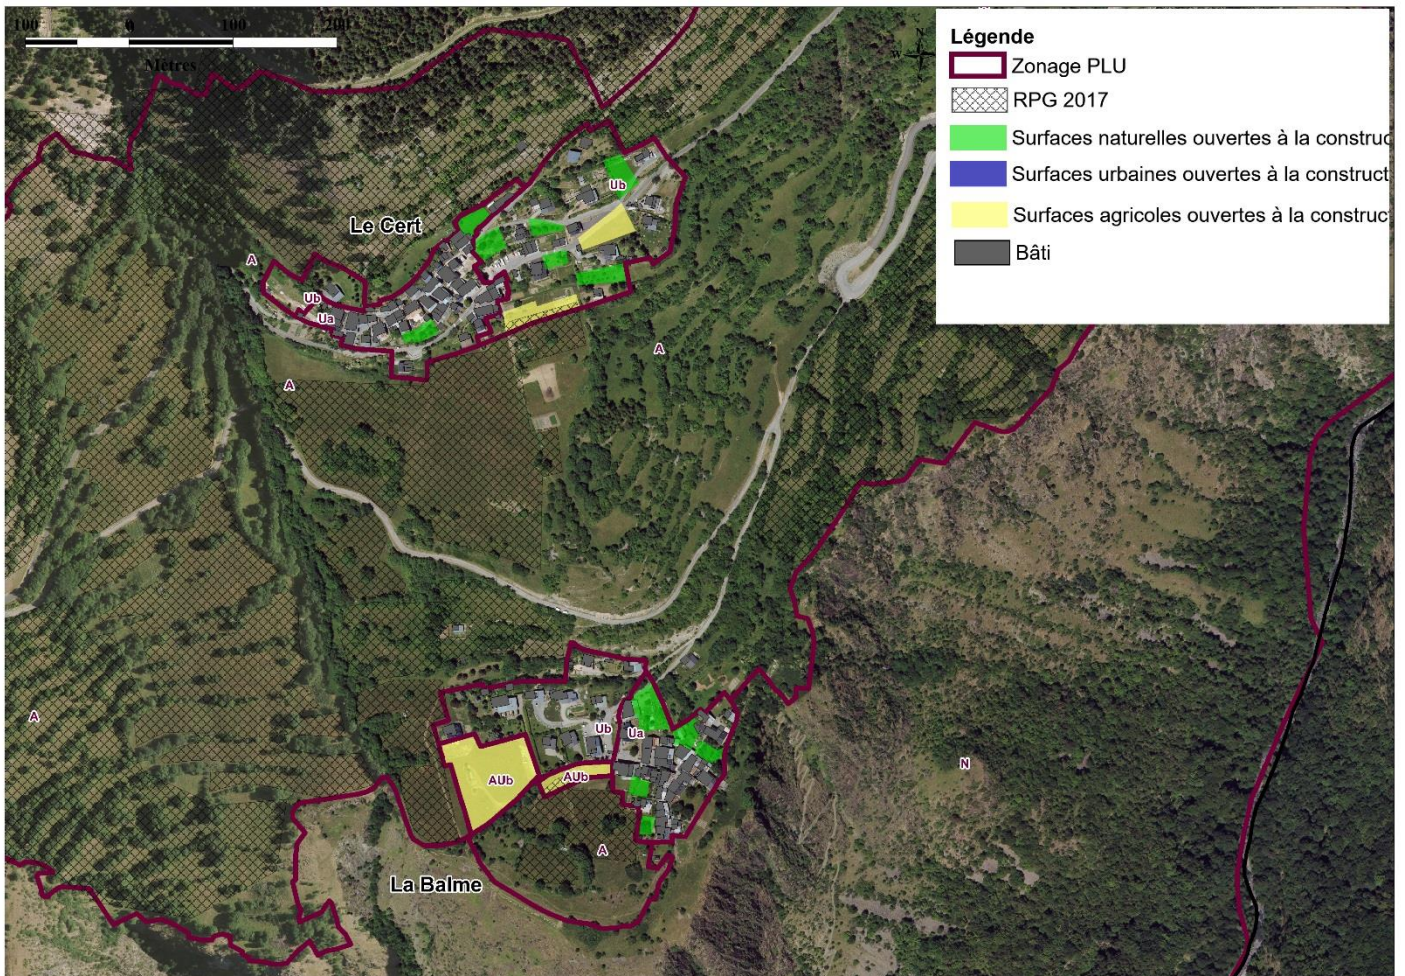 100 0 100 200
Mètres
N
W
Légende
Zonage PLU
RPG 2017
Surfaces naturelles ouvertes à la construc
Surfaces urbaines ouvertes à la construct
Surfaces agricoles ouvertes à la construc
Bâti
Ub
Le Cert
A
Ub
Ua
A
A
A
Ub
Ua
AUb
AUb
N
A
La Balme